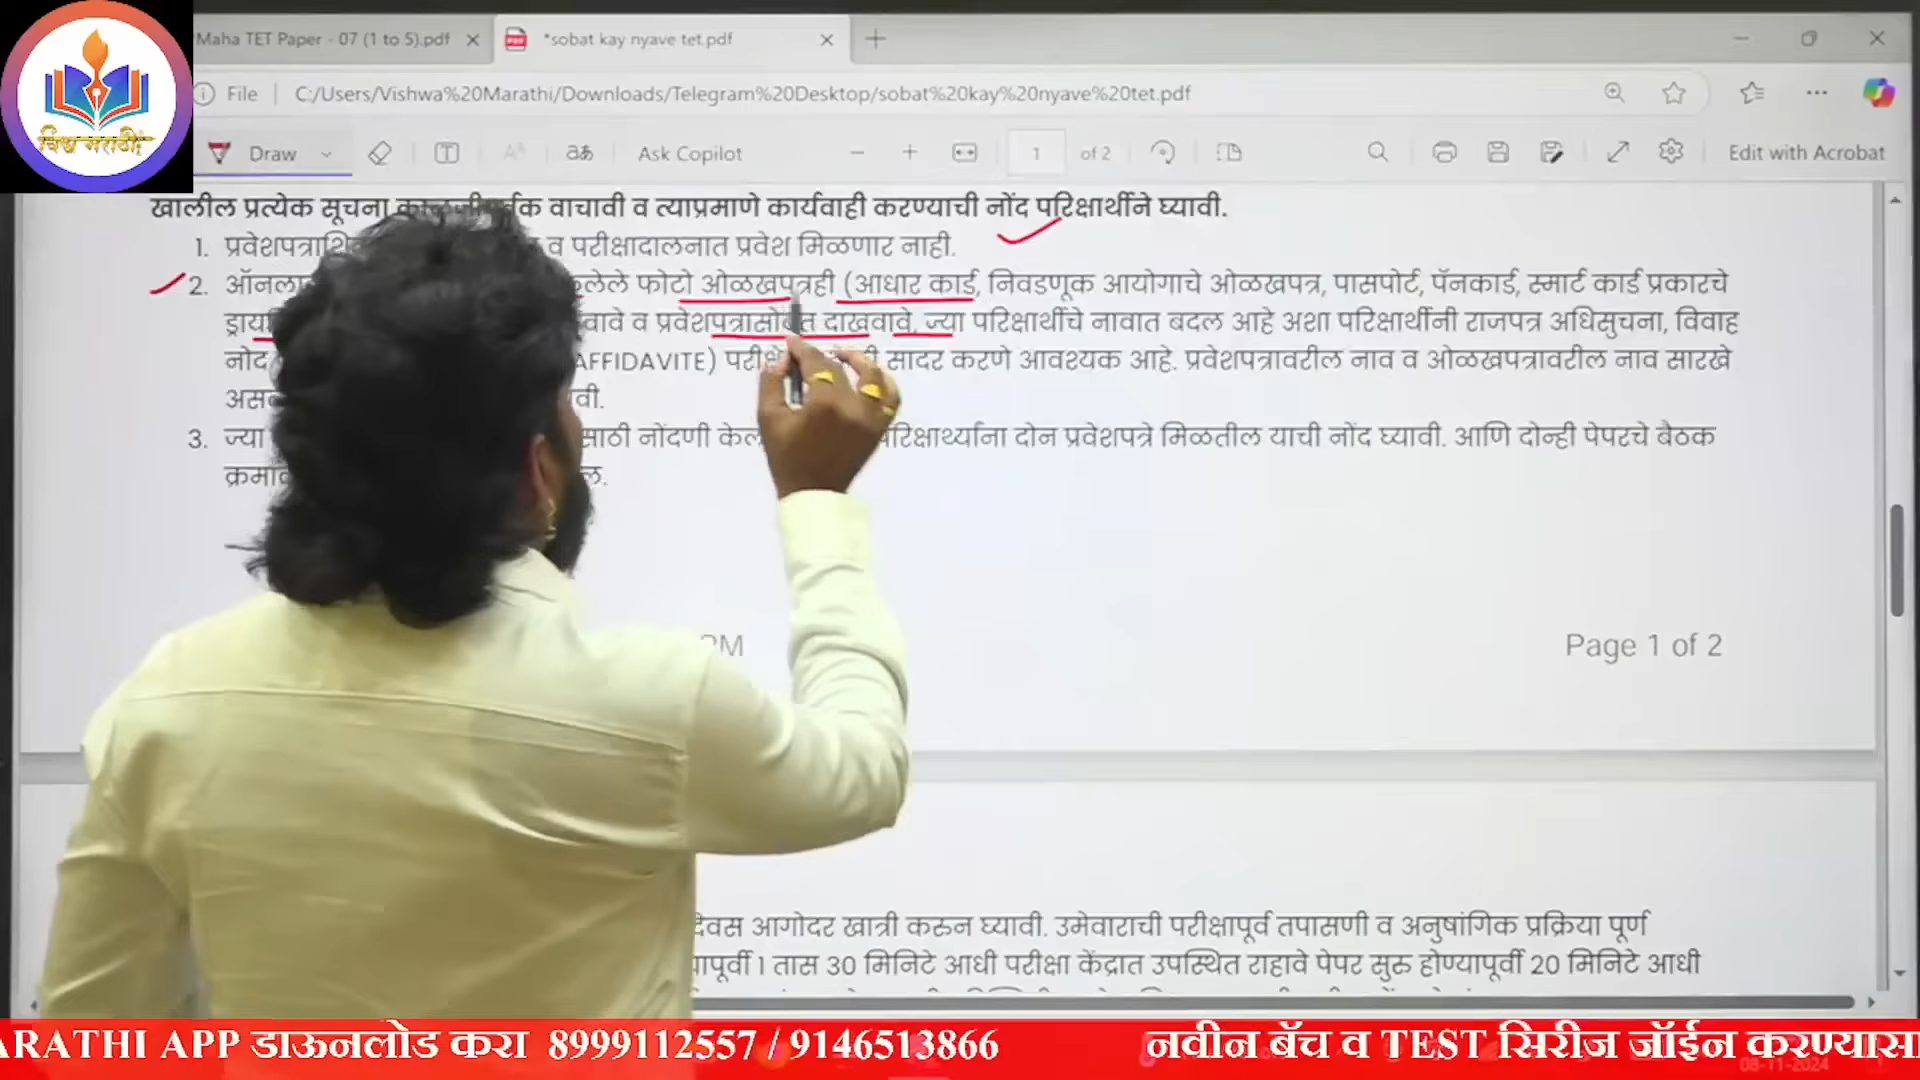 Maha TET Paper - 07 (1 to 5).pdf
*sobat kay nyave tet.pdf
File C:/Users/Vishwa%20Marathi/Downloads/Telegram%20Desktop/sobat%20kay%20nyave%20tet.pdf
Draw Ask Copilot 1 of 2 Edit with Acrobat
विश्व मराठी
खालील प्रत्येक सूचना वाचावी व त्याप्रमाणे कार्यवाही करण्याची नोंद परिक्षार्थीने घ्यावी.
1. व परीक्षादालनात प्रवेश मिळणार नाही.
2. फोटो ओळखपत्रही (आधार कार्ड, निवडणूक आयोगाचे ओळखपत्र, पासपोर्ट, पॅनकार्ड, स्मार्ट कार्ड प्रकारचे
व प्रवेशपत्रासोबत दाखवावे, ज्या परिक्षार्थीचे नावात बदल आहे अशा परिक्षार्थीनी राजपत्र अधिसुचना, विवाह
नोंद AFFIDAVITE) सादर करणे आवश्यक आहे. प्रवेशपत्रावरील नाव व ओळखपत्रावरील नाव सारखे
3. ज्या साठी नोंदणी दोन प्रवेशपत्रे मिळतील याची नोंद घ्यावी. आणि दोन्ही पेपरचे बैठक
PM Page 1 of 2
दिवस आगोदर खात्री करुन घ्यावी. उमेवाराची परीक्षापूर्व तपासणी व अनुषांगिक प्रक्रिया पूर्ण
1 तास 30 मिनिटे आधी परीक्षा केंद्रात उपस्थित राहावे पेपर सुरु होण्यापूर्वी 20 मिनिटे आधी
ARATHI APP डाऊनलोड करा 8999112557 / 9146513866 नवीन बॅच व TEST सिरीज जॉईन करण्यासा
08-11-2024